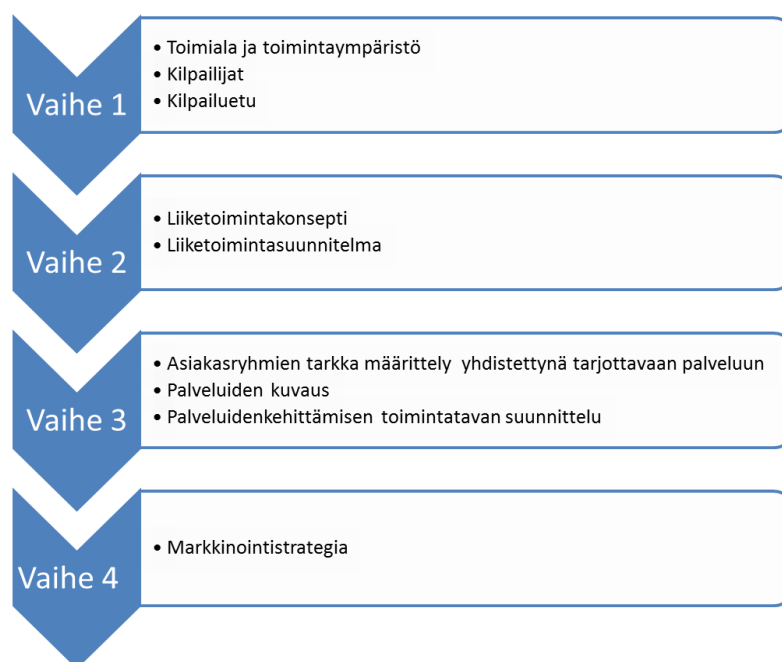 Vaihe 1
• Toimiala ja toimintaympäristö
• Kilpailijat
• Kilpailuetu
Vaihe 2
• Liiketoimintakonsepti
• Liiketoimintasuunnitelma
Vaihe 3
• Asiakasryhmien tarkka määrittely yhdistettynä tarjottavaan palveluun
• Palveluiden kuvaus
• Palveluidenkehittämisen toimintatavan suunnittelu
Vaihe 4
• Markkinointistrategia